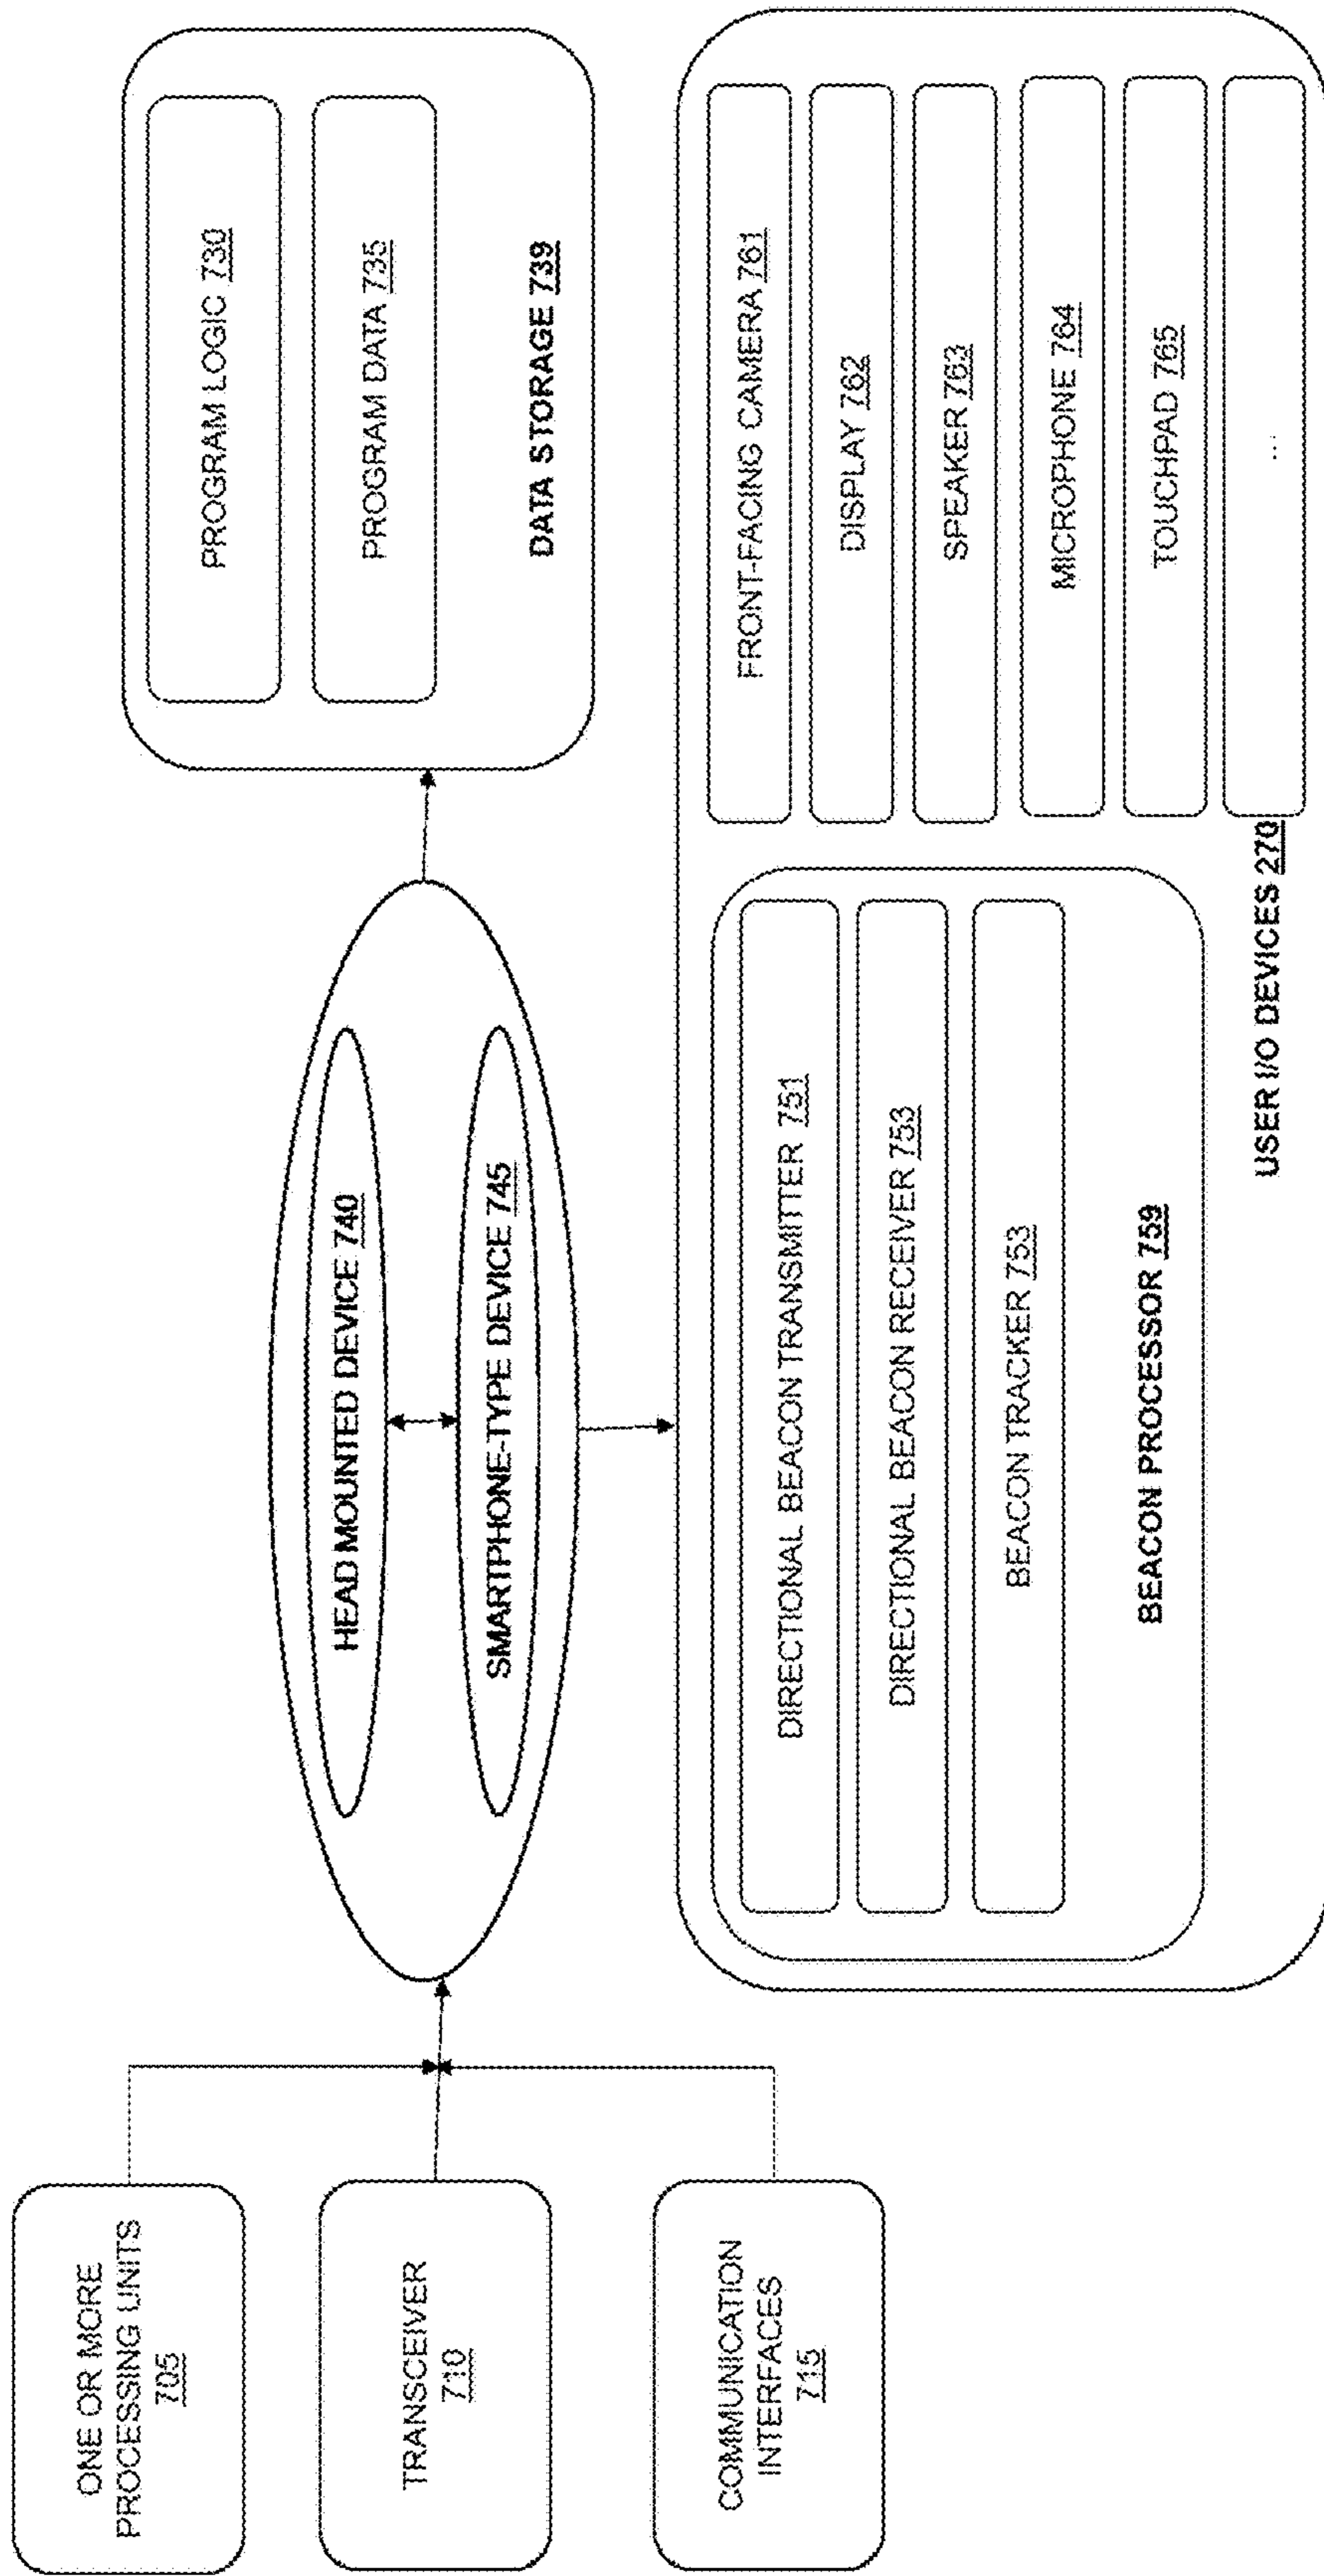 ONE OR MORE
PROCESSING UNITS
705
TRANSCEIVER
710
COMMUNICATION
INTERFACES
715
HEAD MOUNTED DEVICE 740
SMARTPHONE-TYPE DEVICE 745
PROGRAM LOGIC 730
PROGRAM DATA 735
DATA STORAGE 739
DIRECTIONAL BEACON TRANSMITTER 751
DIRECTIONAL BEACON RECEIVER 753
BEACON TRACKER 753
BEACON PROCESSOR 759
FRONT-FACING CAMERA 761
DISPLAY 762
SPEAKER 763
MICROPHONE 764
TOUCHPAD 765
...
USER I/O DEVICES 270